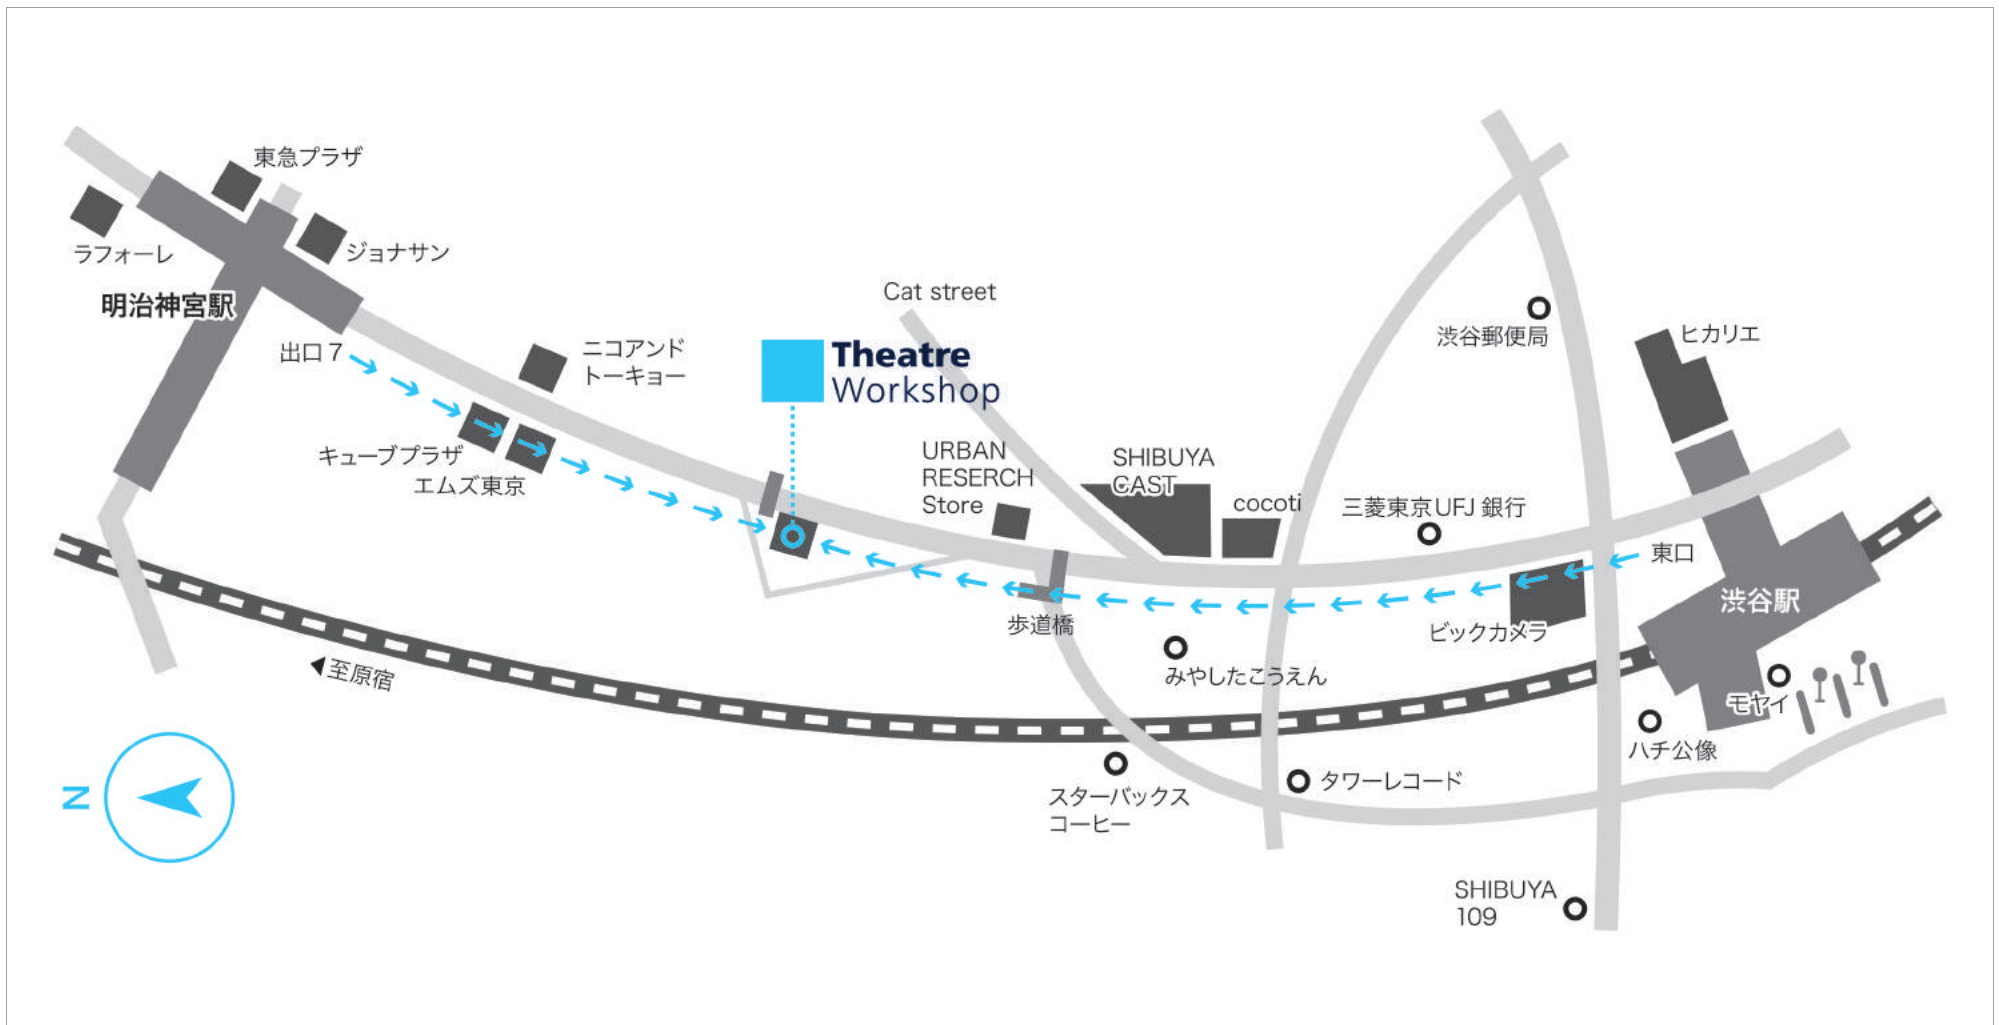 東急プラザ
ラフォーレ
ジョナサン
明治神宮駅
出口 7
ニコアンド
トーキョー
キューブプラザ
エムズ東京
Cat street
Theatre
Workshop
URBAN
RESERCH
Store
SHIBUYA
CAST
cocoti
三菱東京UFJ 銀行
渋谷郵便局
ヒカリエ
東口
渋谷駅
ビックカメラ
歩道橋
みやしたこうえん
◀至原宿
モヤイ
ハチ公像
タワーレコード
スターバックス
コーヒー
SHIBUYA
109
N